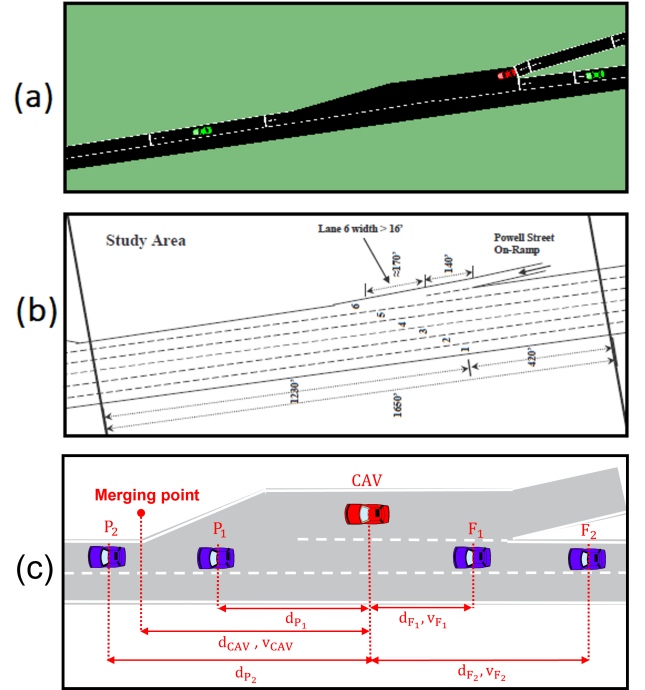 (a)
(b)
Study Area
Lane 6 width > 16'
Powell Street
On-Ramp
≈170'
140'
6
5
4
3
2
1
1230'
420'
1650'
(c)
CAV
Merging point
P2
P1
F1
F2
dP1
dF1, vF1
dCAV , vCAV
dP2
dF2, vF2